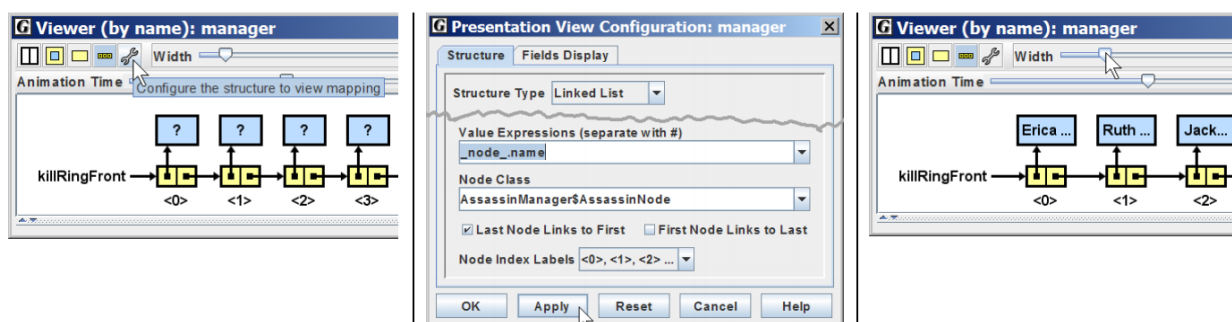 G Viewer (by name): manager
Width
Animation Time
Configure the structure to view mapping
? ? ? ?
killRingFront
<0> <1> <2> <3>
G Presentation View Configuration: manager
Structure Fields Display
Structure Type Linked List
Value Expressions (separate with #)
_node_.name
Node Class
AssassinManager$AssassinNode
Last Node Links to First First Node Links to Last
Node Index Labels <0>, <1>, <2> ...
OK Apply Reset Cancel Help
G Viewer (by name): manager
Width
Animation Time
Erica ... Ruth ... Jack...
killRingFront
<0> <1> <2>